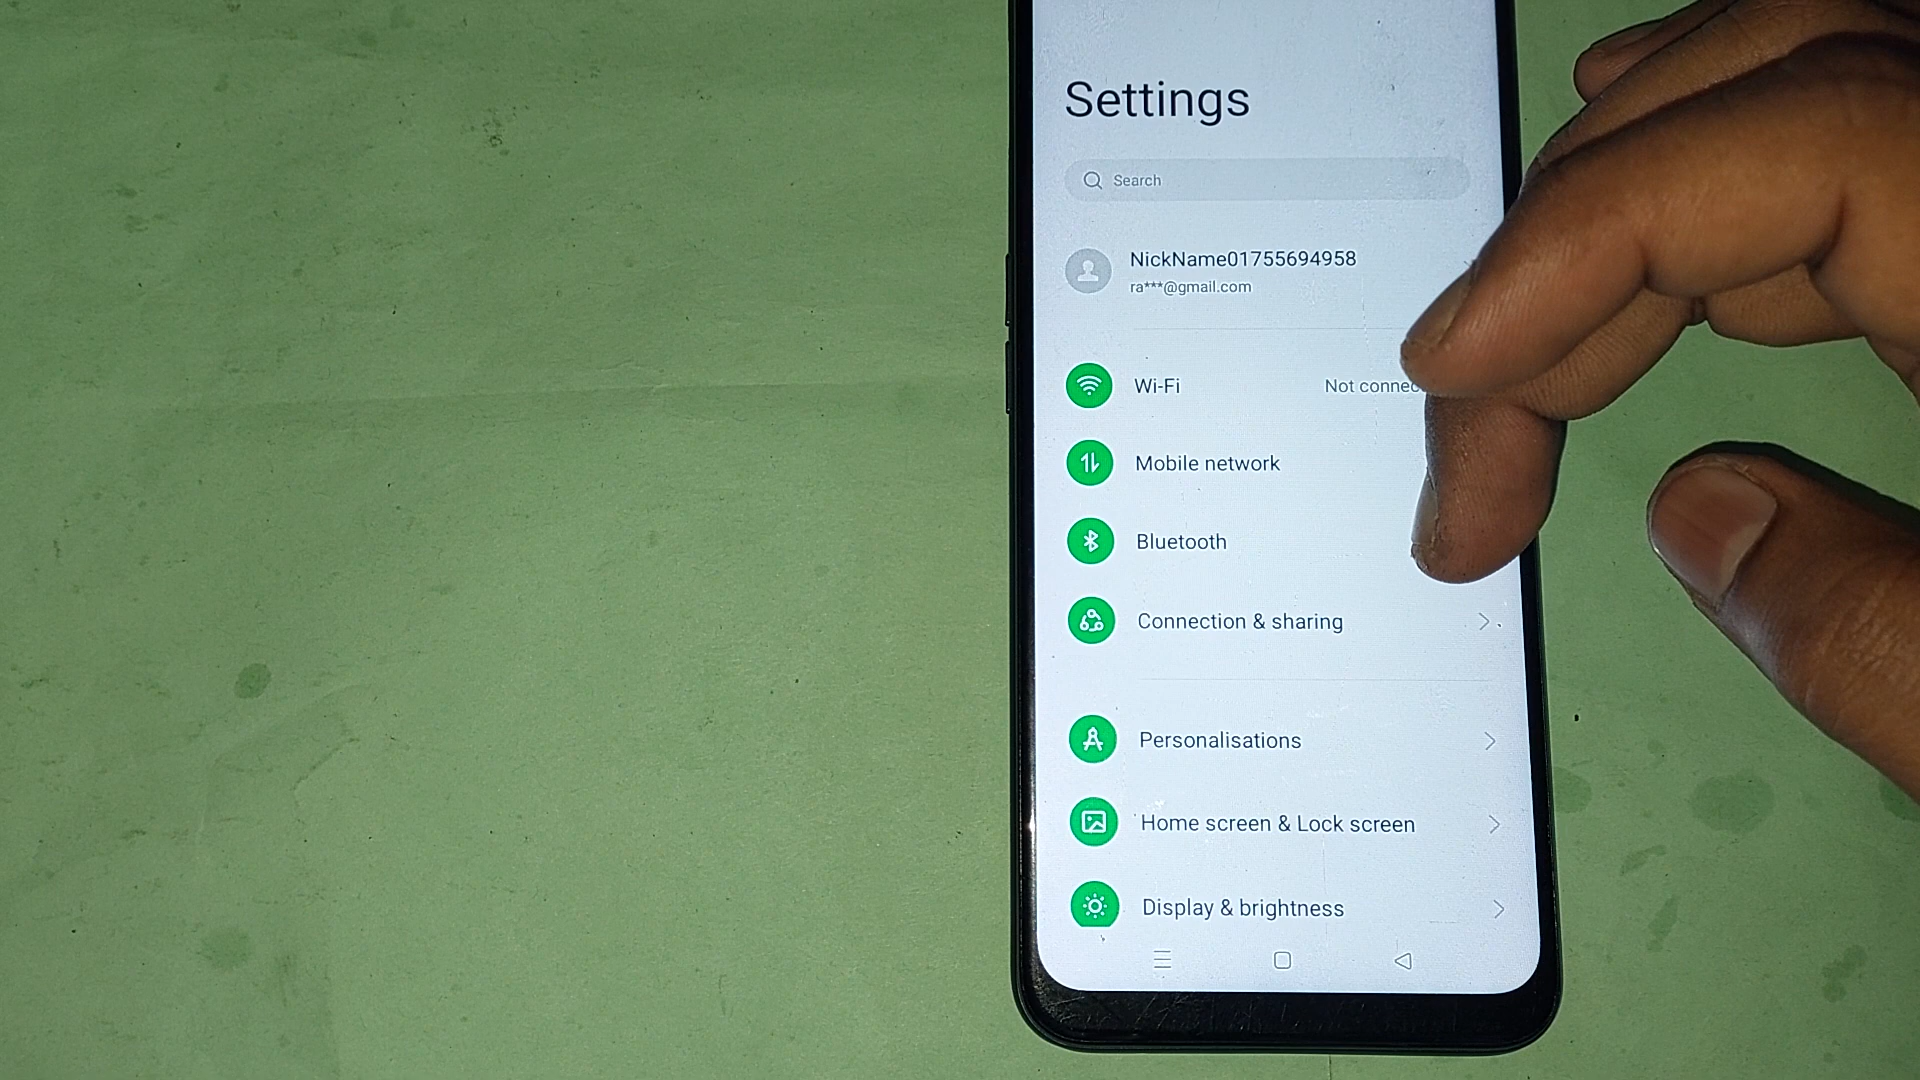 Settings
Search
NickName01755694958
ra***@gmail.com
Wi-Fi
Not
Mobile network
Bluetooth
Connection & sharing
Personalisations
Home screen & Lock screen
Display & brightness